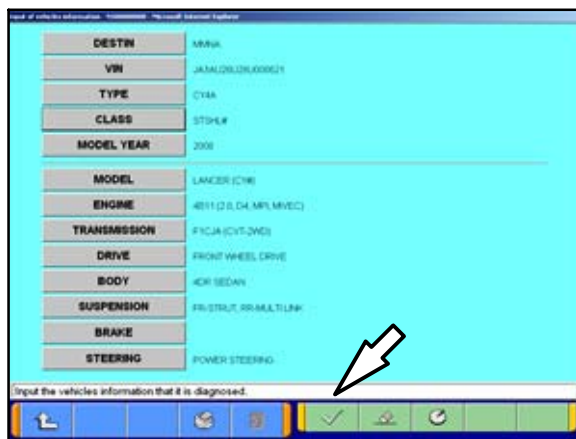 DESTIN MMNA
VIN
TYPE CY4A
CLASS STSHL#
MODEL YEAR 2008
MODEL LANCER (CY#)
ENGINE 4B11 (2.0, D4, MPI, MIVEC)
TRANSMISSION F1CJA (CVT-2WD)
DRIVE FRONT WHEEL DRIVE
BODY 4DR SEDAN
SUSPENSION FR-STRUT, RR-MULTI LINK
BRAKE
STEERING POWER STEERING
Input the vehicles information that it is diagnosed.